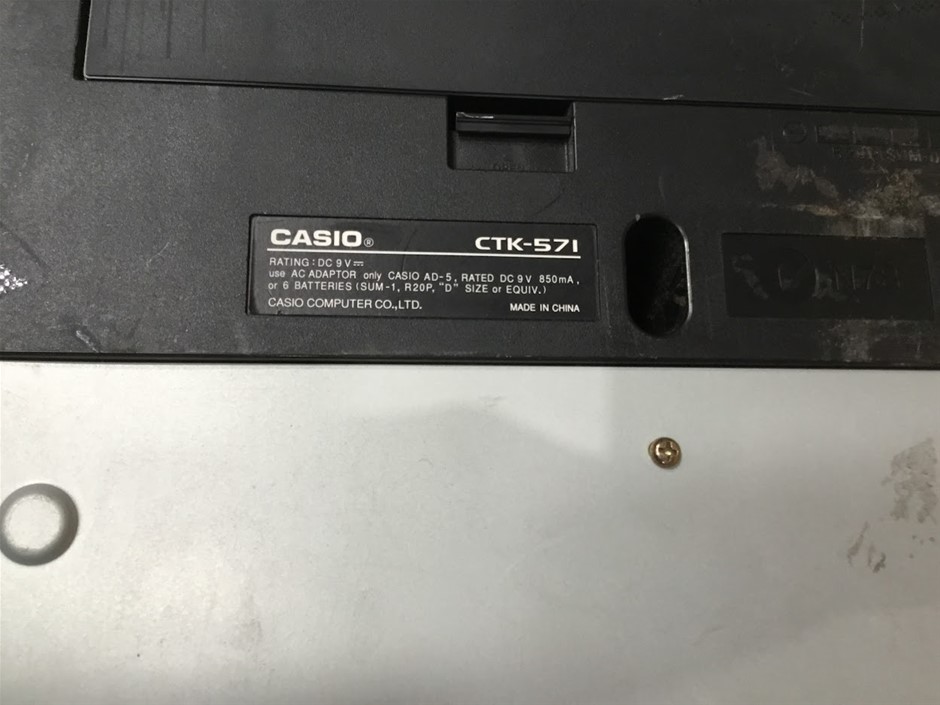 CASIO® CTK-571
RATING : DC 9 V ⎓
use AC ADAPTOR only CASIO AD-5, RATED DC 9 V 850mA,
or 6 BATTERIES (SUM-1, R20P, "D" SIZE or EQUIV.)
CASIO COMPUTER CO.,LTD. MADE IN CHINA